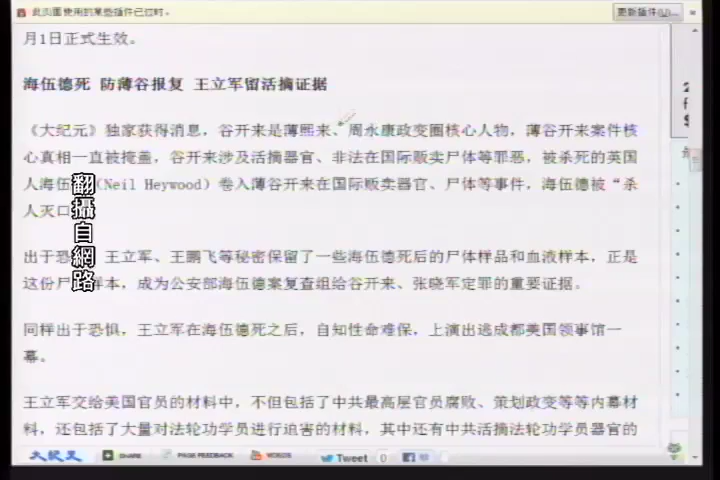 此页面使用的某些插件已过时。
更新插件(U)...
月1日正式生效。
海伍德死 防薄谷报复 王立军留活摘证据
《大纪元》独家获得消息，谷开来是薄熙来、周永康政变圈核心人物，薄谷开来案件核
心真相一直被掩盖，谷开来涉及活摘器官、非法在国际贩卖尸体等罪恶，被杀死的英国
人海伍 (Neil Heywood) 卷入薄谷开来在国际贩卖器官、尸体等事件，海伍德被“杀
人灭口
出于恐 王立军、王鹏飞等秘密保留了一些海伍德死后的尸体样品和血液样本，正是
这份尸 样本，成为公安部海伍德案复查组给谷开来、张晓军定罪的重要证据。
同样出于恐惧，王立军在海伍德死之后，自知性命难保，上演出逃成都美国领事馆一
幕。
王立军交给美国官员的材料中，不但包括了中共最高层官员腐败、策划政变等等内幕材
料，还包括了大量对法轮功学员进行迫害的材料，其中还有中共活摘法轮功学员器官的
翻攝自網路
大纪元 SHARE PAGE FEEDBACK VIDEOS Tweet 0